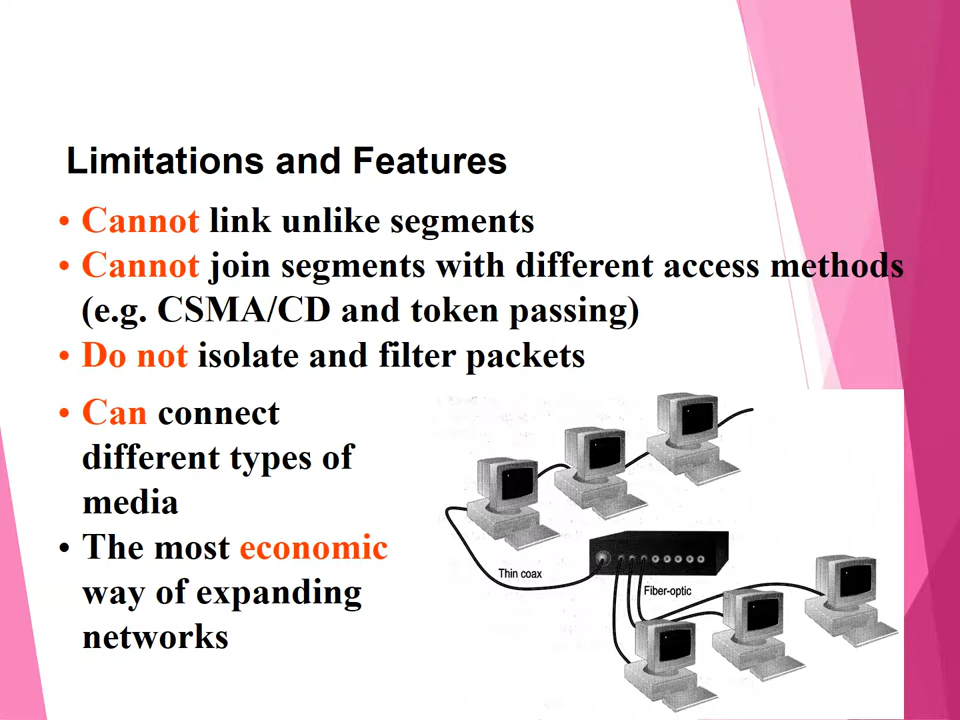 Limitations and Features
• Cannot link unlike segments
• Cannot join segments with different access methods
(e.g. CSMA/CD and token passing)
• Do not isolate and filter packets
• Can connect
different types of
media
• The most economic
way of expanding
networks
Thin coax
Fiber-optic